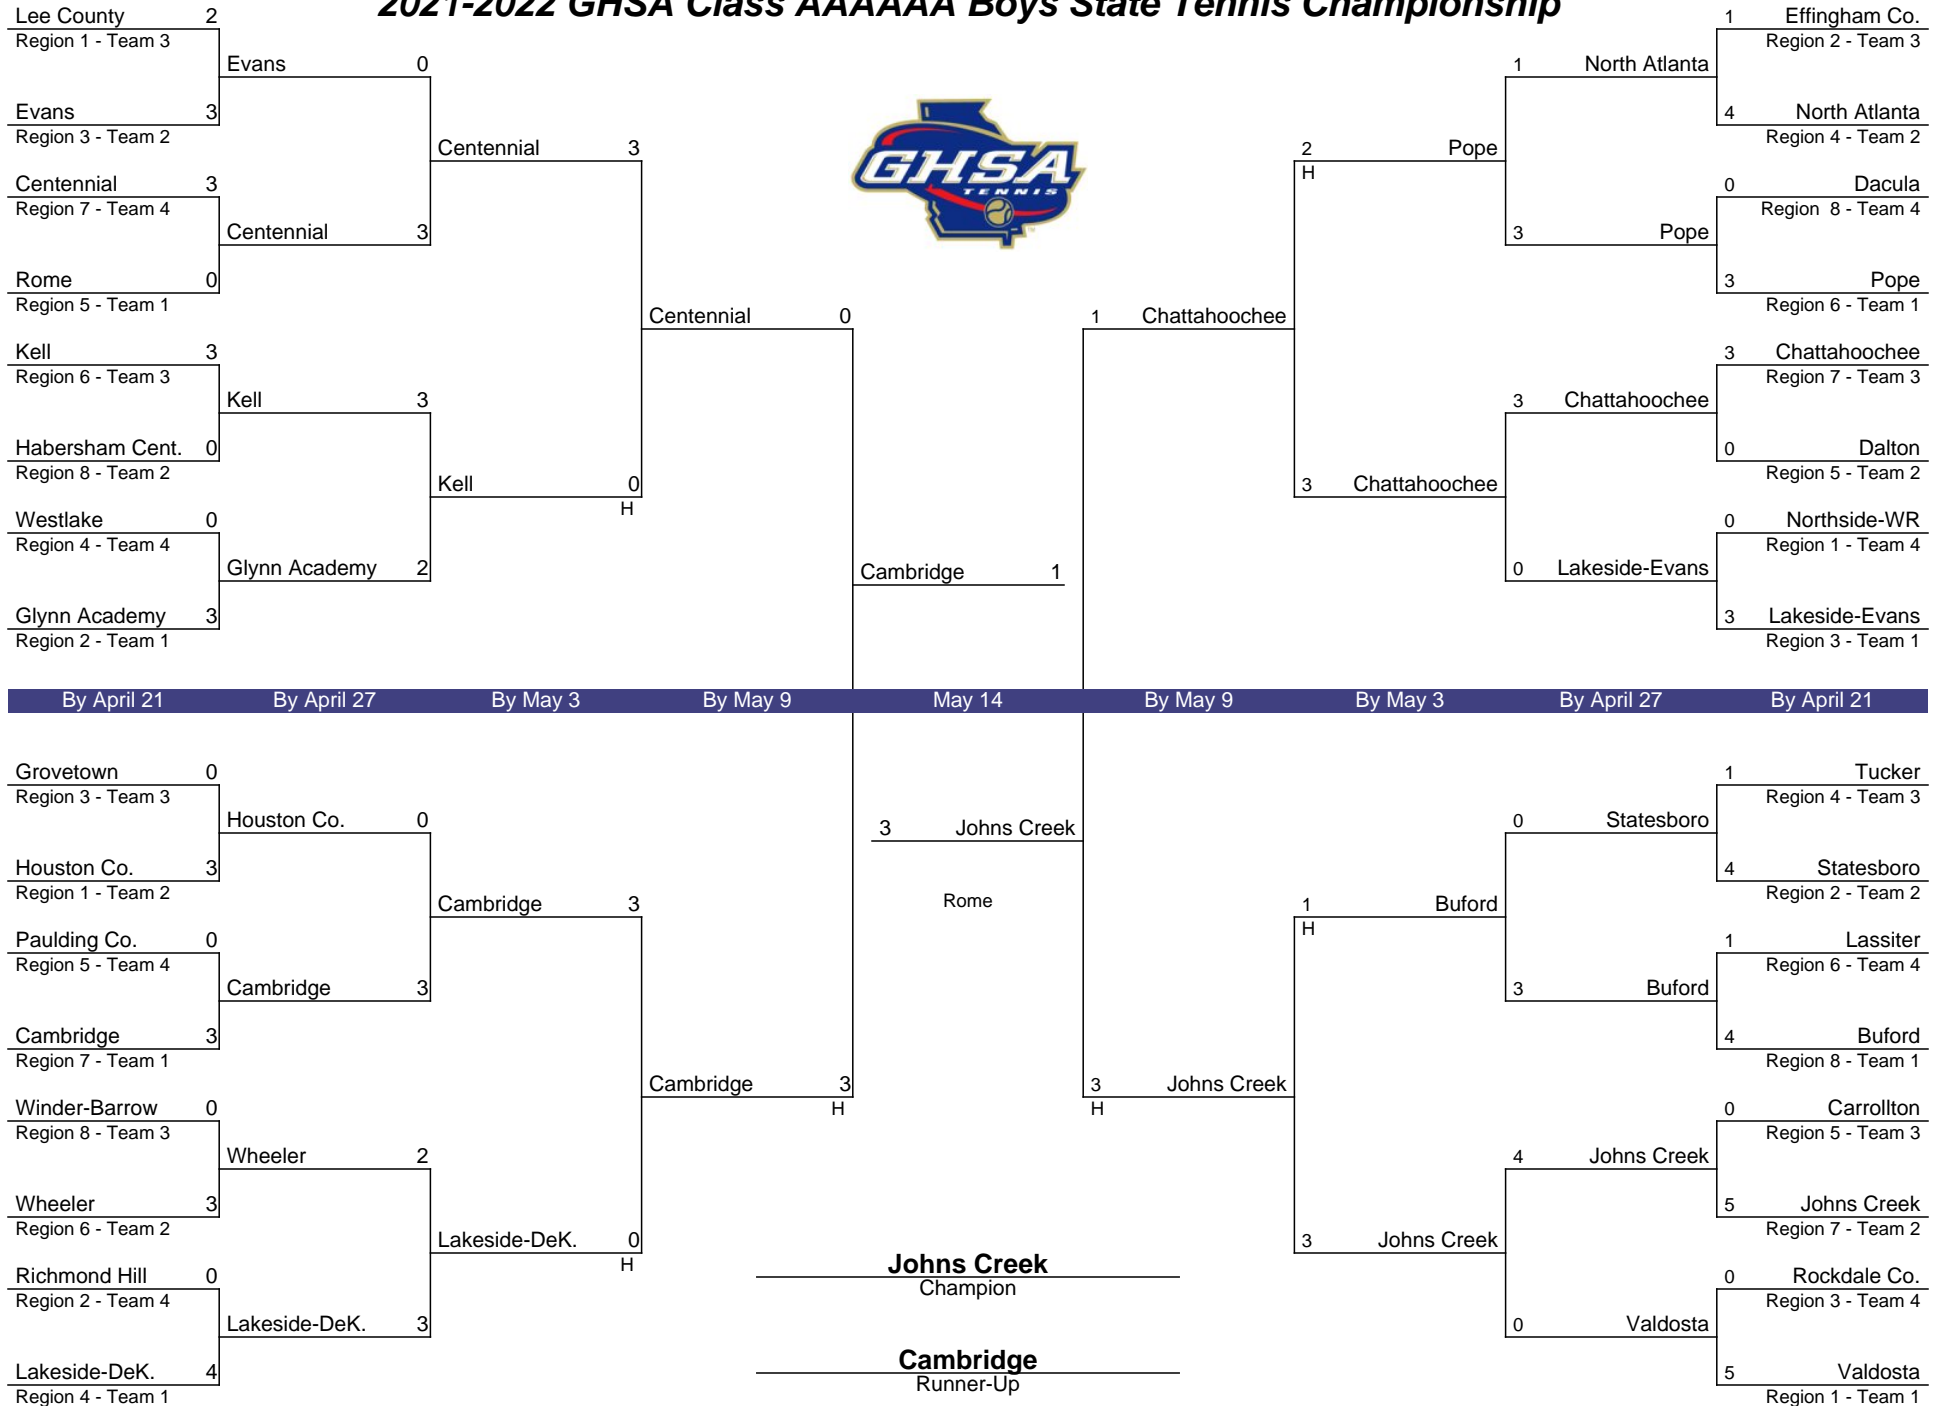 2021-2022 GHSA Class AAAAAA Boys State Tennis Championship
Lee County 2
Region 1 - Team 3
Evans 3
Region 3 - Team 2
Centennial 3
Region 7 - Team 4
Rome 0
Region 5 - Team 1
Kell 3
Region 6 - Team 3
Habersham Cent. 0
Region 8 - Team 2
Westlake 0
Region 4 - Team 4
Glynn Academy 3
Region 2 - Team 1
Evans 0
Centennial 3
Kell 3
Glynn Academy 2
Centennial 3
Kell 0
H
Centennial 0
Cambridge 1
GHSA
TENNIS
1 Chattahoochee
2 Pope
H
3 Chattahoochee
1 North Atlanta
3 Pope
3 Chattahoochee
0 Lakeside-Evans
1 Effingham Co.
Region 2 - Team 3
4 North Atlanta
Region 4 - Team 2
0 Dacula
Region 8 - Team 4
3 Pope
Region 6 - Team 1
3 Chattahoochee
Region 7 - Team 3
0 Dalton
Region 5 - Team 2
0 Northside-WR
Region 1 - Team 4
3 Lakeside-Evans
Region 3 - Team 1
By April 21 By April 27 By May 3 By May 9 May 14 By May 9 By May 3 By April 27 By April 21
Grovetown 0
Region 3 - Team 3
Houston Co. 3
Region 1 - Team 2
Paulding Co. 0
Region 5 - Team 4
Cambridge 3
Region 7 - Team 1
Winder-Barrow 0
Region 8 - Team 3
Wheeler 3
Region 6 - Team 2
Richmond Hill 0
Region 2 - Team 4
Lakeside-DeK. 4
Region 4 - Team 1
Houston Co. 0
Cambridge 3
Wheeler 2
Lakeside-DeK. 3
Cambridge 3
Lakeside-DeK. 0
H
Cambridge 3
H
3 Johns Creek
Rome
Johns Creek
Champion
Cambridge
Runner-Up
3 Johns Creek
H
1 Buford
H
3 Johns Creek
0 Statesboro
3 Buford
4 Johns Creek
0 Valdosta
1 Tucker
Region 4 - Team 3
4 Statesboro
Region 2 - Team 2
1 Lassiter
Region 6 - Team 4
4 Buford
Region 8 - Team 1
0 Carrollton
Region 5 - Team 3
5 Johns Creek
Region 7 - Team 2
0 Rockdale Co.
Region 3 - Team 4
5 Valdosta
Region 1 - Team 1